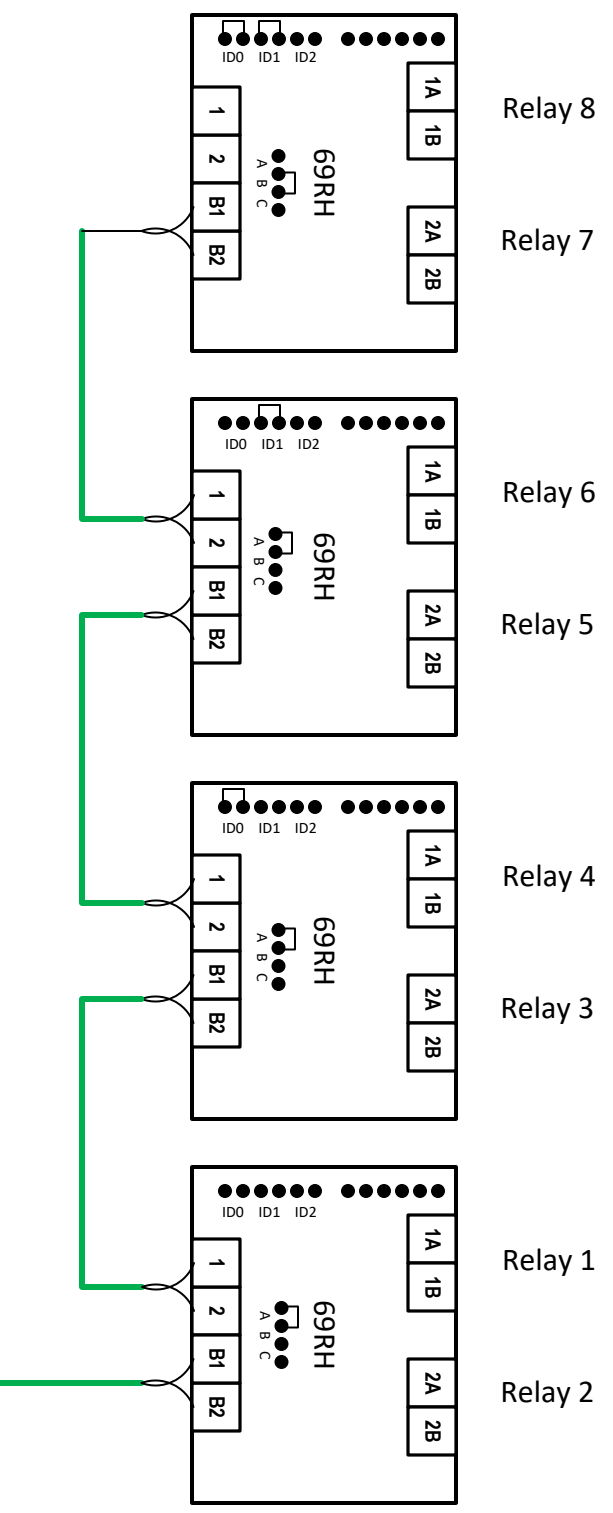 ID0 ID1 ID2
1
2
B1
B2
A B C
69RH
1A
1B
2A
2B
Relay 8
Relay 7
ID0 ID1 ID2
1
2
B1
B2
A B C
69RH
1A
1B
2A
2B
Relay 6
Relay 5
ID0 ID1 ID2
1
2
B1
B2
A B C
69RH
1A
1B
2A
2B
Relay 4
Relay 3
ID0 ID1 ID2
1
2
B1
B2
A B C
69RH
1A
1B
2A
2B
Relay 1
Relay 2